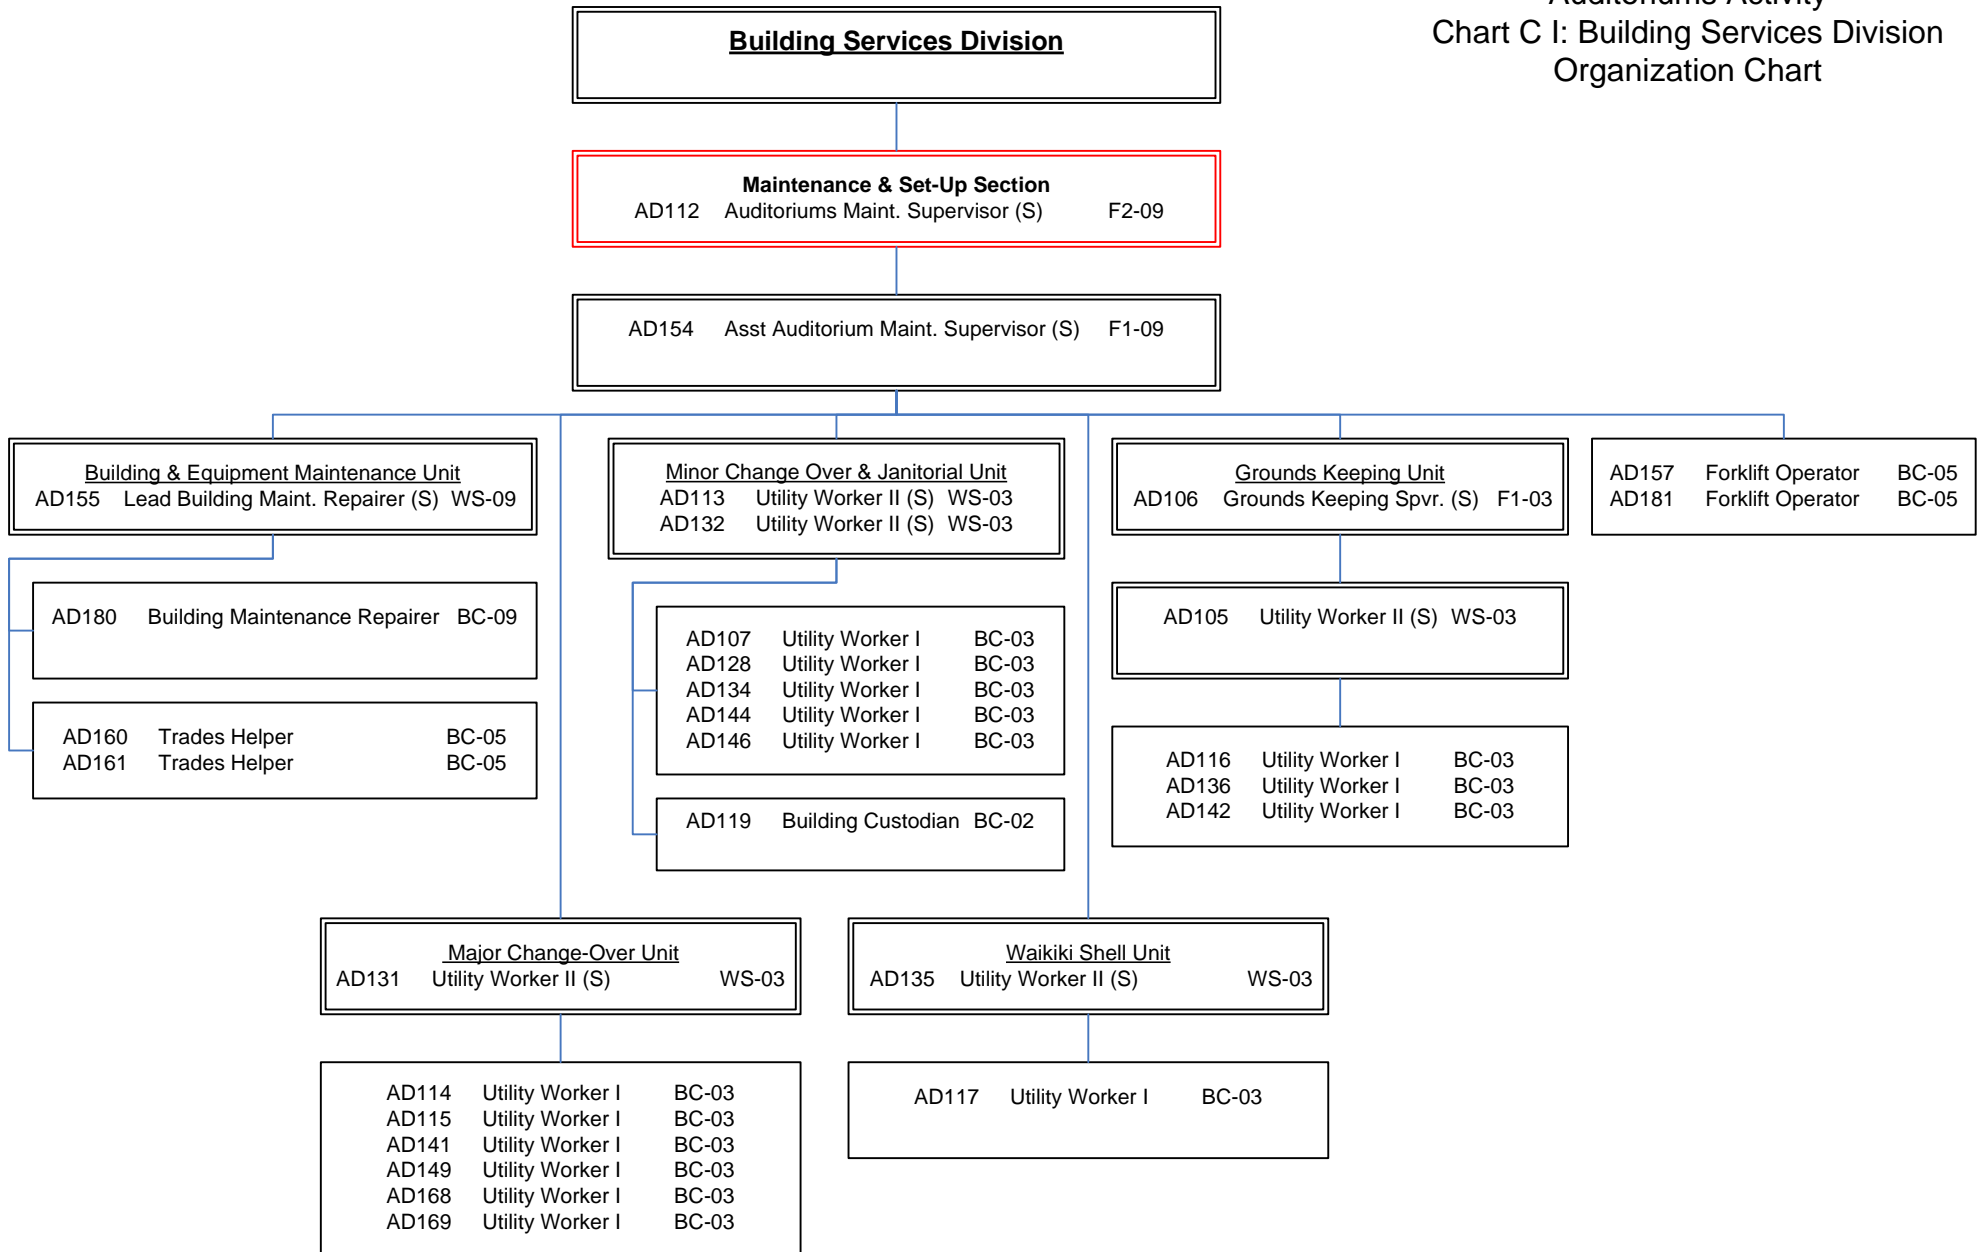 Auditoriums Activity
Chart C I: Building Services Division
Organization Chart
Building Services Division
Maintenance & Set-Up Section
AD112 Auditoriums Maint. Supervisor (S) F2-09
AD154 Asst Auditorium Maint. Supervisor (S) F1-09
Building & Equipment Maintenance Unit
AD155 Lead Building Maint. Repairer (S) WS-09
Minor Change Over & Janitorial Unit
AD113 Utility Worker II (S) WS-03
AD132 Utility Worker II (S) WS-03
Grounds Keeping Unit
AD106 Grounds Keeping Spvr. (S) F1-03
AD157 Forklift Operator BC-05
AD181 Forklift Operator BC-05
AD180 Building Maintenance Repairer BC-09
AD160 Trades Helper BC-05
AD161 Trades Helper BC-05
AD107 Utility Worker I BC-03
AD128 Utility Worker I BC-03
AD134 Utility Worker I BC-03
AD144 Utility Worker I BC-03
AD146 Utility Worker I BC-03
AD119 Building Custodian BC-02
AD105 Utility Worker II (S) WS-03
AD116 Utility Worker I BC-03
AD136 Utility Worker I BC-03
AD142 Utility Worker I BC-03
Major Change-Over Unit
AD131 Utility Worker II (S) WS-03
Waikiki Shell Unit
AD135 Utility Worker II (S) WS-03
AD114 Utility Worker I BC-03
AD115 Utility Worker I BC-03
AD141 Utility Worker I BC-03
AD149 Utility Worker I BC-03
AD168 Utility Worker I BC-03
AD169 Utility Worker I BC-03
AD117 Utility Worker I BC-03